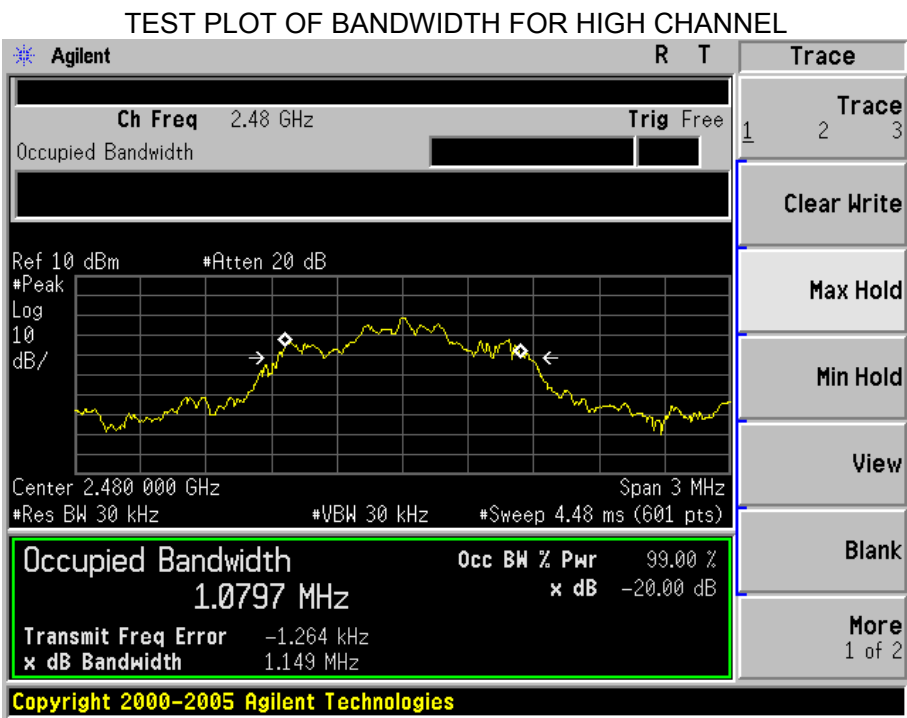 TEST PLOT OF BANDWIDTH FOR HIGH CHANNEL
Agilent R T
Ch Freq 2.48 GHz Trig Free
Occupied Bandwidth
Ref 10 dBm #Atten 20 dB
#Peak
Log
10
dB/
Center 2.480 000 GHz Span 3 MHz
#Res BW 30 kHz #VBW 30 kHz #Sweep 4.48 ms (601 pts)
Occupied Bandwidth Occ BW % Pwr 99.00 %
1.0797 MHz x dB -20.00 dB
Transmit Freq Error -1.264 kHz
x dB Bandwidth 1.149 MHz
Copyright 2000-2005 Agilent Technologies
Trace
Trace
1 2 3
Clear Write
Max Hold
Min Hold
View
Blank
More
1 of 2